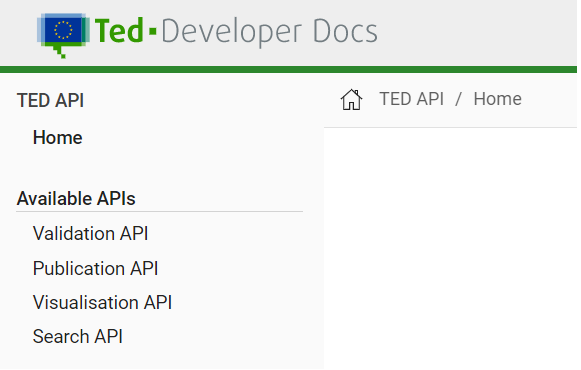 Ted Developer Docs
TED API
Home
Available APIs
Validation API
Publication API
Visualisation API
Search API
TED API / Home